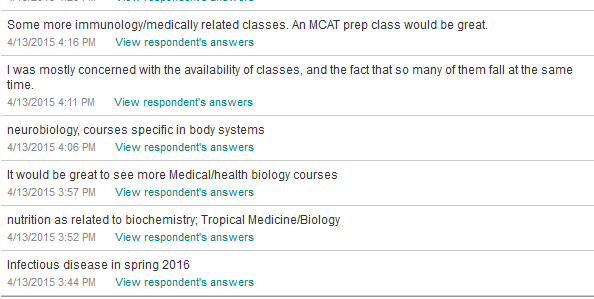 Some more immunology/medically related classes. An MCAT prep class would be great.
4/13/2015 4:16 PM View respondent's answers
I was mostly concerned with the availability of classes, and the fact that so many of them fall at the same
time.
4/13/2015 4:11 PM View respondent's answers
neurobiology, courses specific in body systems
4/13/2015 4:06 PM View respondent's answers
It would be great to see more Medical/health biology courses
4/13/2015 3:57 PM View respondent's answers
nutrition as related to biochemistry; Tropical Medicine/Biology
4/13/2015 3:52 PM View respondent's answers
Infectious disease in spring 2016
4/13/2015 3:44 PM View respondent's answers